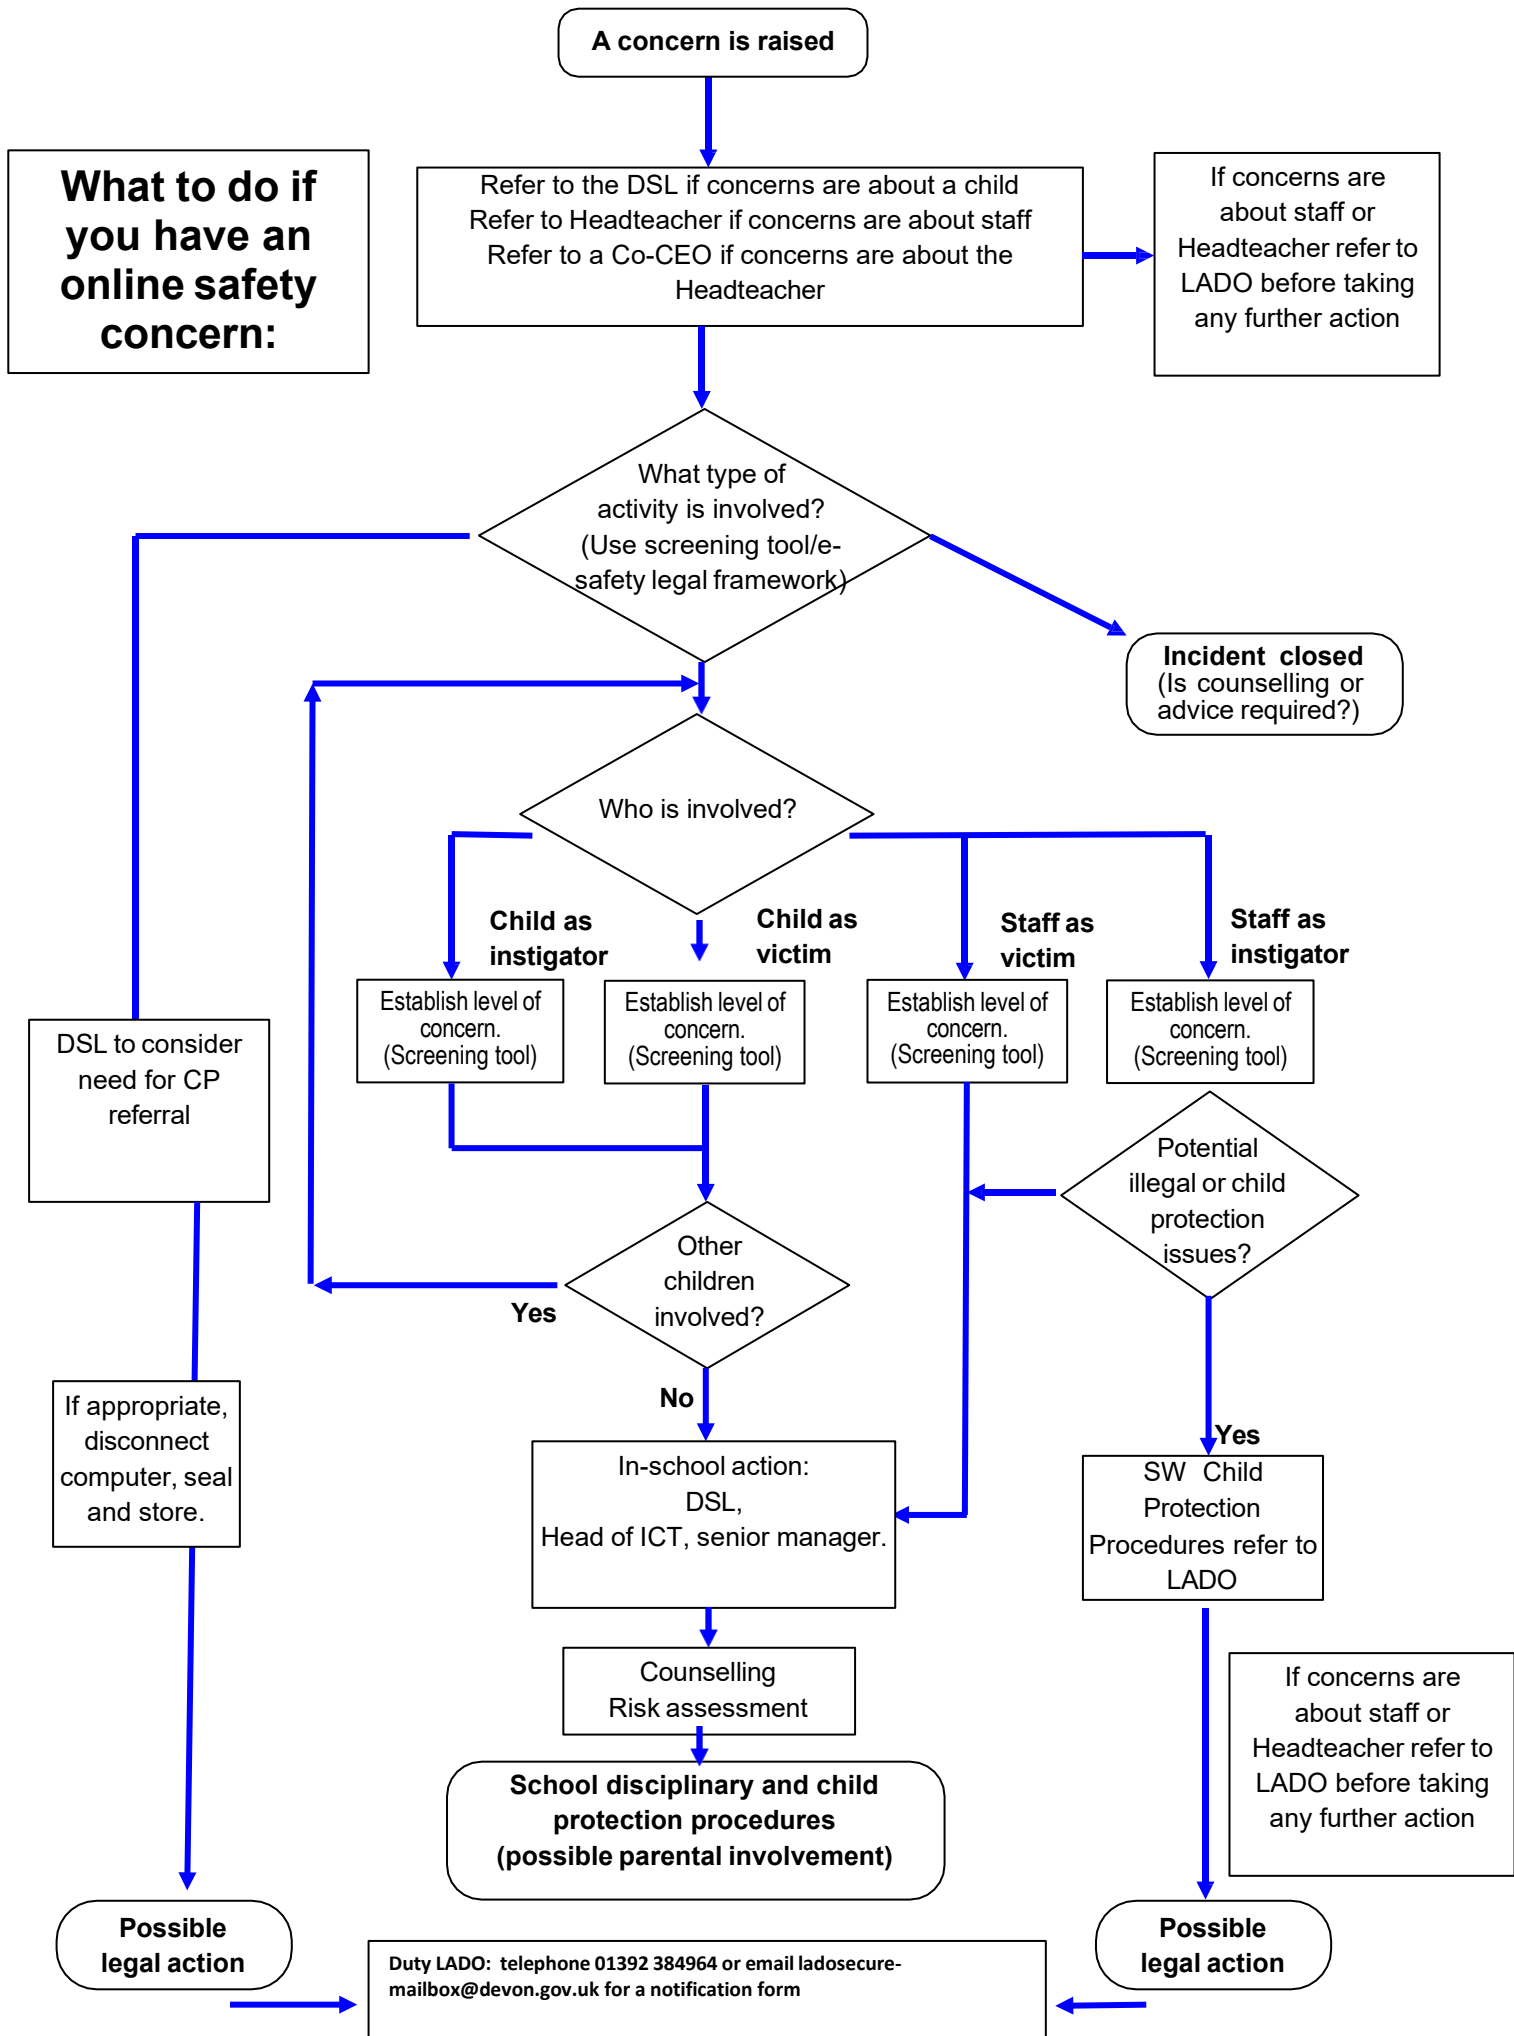 A concern is raised
What to do if
you have an
online safety
concern:
Refer to the DSL if concerns are about a child
Refer to Headteacher if concerns are about staff
Refer to a Co-CEO if concerns are about the
Headteacher
If concerns are
about staff or
Headteacher refer to
LADO before taking
any further action
What type of
activity is involved?
(Use screening tool/e-
safety legal framework)
Incident closed
(Is counselling or
advice required?)
Who is involved?
Child as
instigator
Child as
victim
Staff as
victim
Staff as
instigator
Establish level of
concern.
(Screening tool)
Establish level of
concern.
(Screening tool)
Establish level of
concern.
(Screening tool)
Establish level of
concern.
(Screening tool)
DSL to consider
need for CP
referral
Potential
illegal or child
protection
issues?
Other
children
involved?
Yes
No
If appropriate,
disconnect
computer, seal
and store.
In-school action:
DSL,
Head of ICT, senior manager.
Yes
SW Child
Protection
Procedures refer to
LADO
Counselling
Risk assessment
If concerns are
about staff or
Headteacher refer to
LADO before taking
any further action
School disciplinary and child
protection procedures
(possible parental involvement)
Possible
legal action
Possible
legal action
Duty LADO: telephone 01392 384964 or email ladosecure-
mailbox@devon.gov.uk for a notification form